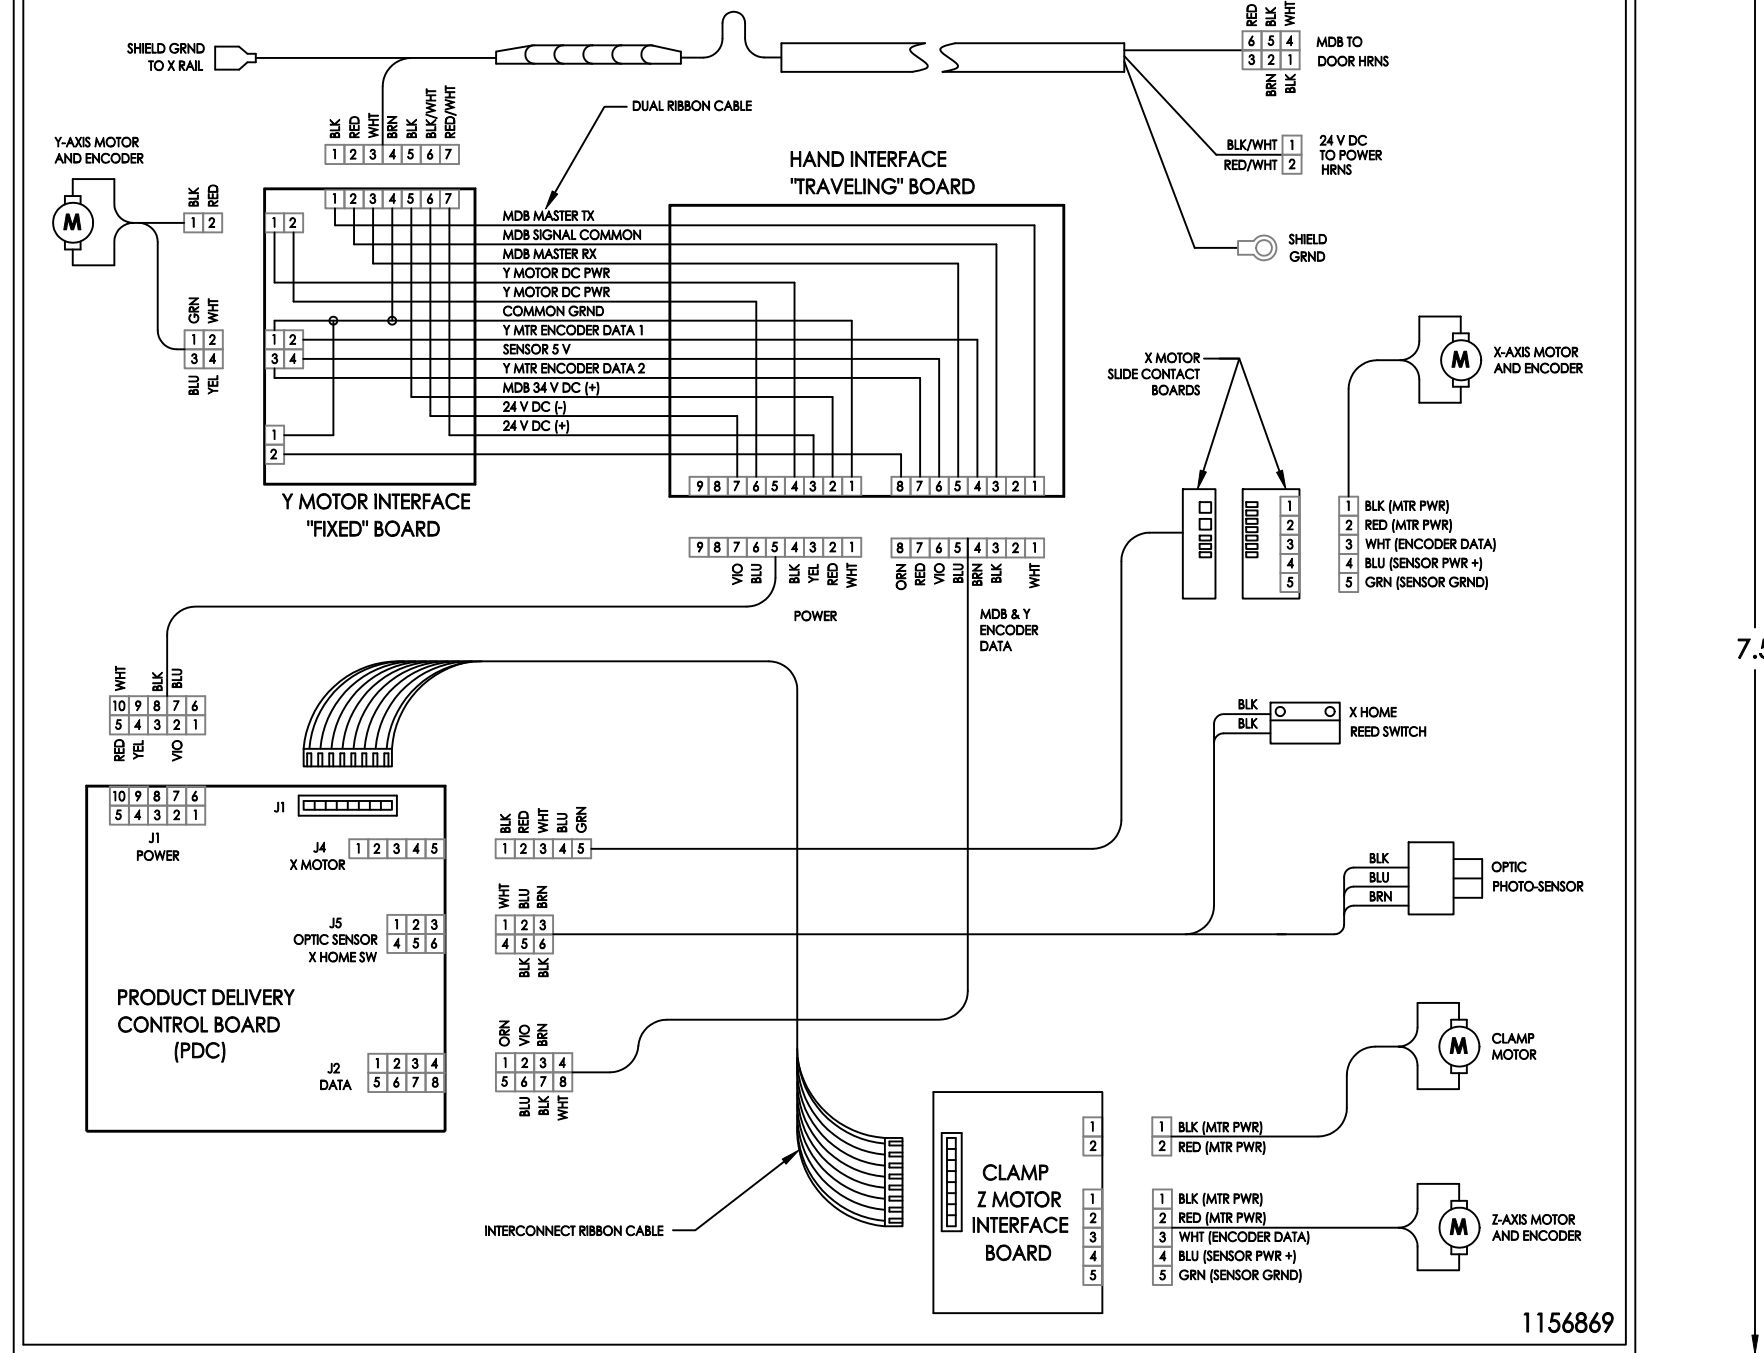 RED BLK WHT
SHIELD GRND
TO X RAIL
6 5 4
3 2 1
MDB TO
DOOR HRNS
BRN BLK
DUAL RIBBON CABLE
BLK RED WHT BRN BLK BLK/WHT RED/WHT
1 2 3 4 5 6 7
Y-AXIS MOTOR
AND ENCODER
M
BLK RED
1 2
GRN WHT
1 2
3 4
BLU YEL
BLK/WHT 1
RED/WHT 2
24 V DC
TO POWER
HRNS
SHIELD
GRND
HAND INTERFACE
"TRAVELING" BOARD
1 2 3 4 5 6 7
1 2
MDB MASTER TX
MDB SIGNAL COMMON
MDB MASTER RX
Y MOTOR DC PWR
Y MOTOR DC PWR
COMMON GRND
Y MTR ENCODER DATA 1
SENSOR 5 V
Y MTR ENCODER DATA 2
MDB 34 V DC (+)
24 V DC (-)
24 V DC (+)
1 2
3 4
1
2
9 8 7 6 5 4 3 2 1
8 7 6 5 4 3 2 1
Y MOTOR INTERFACE
"FIXED" BOARD
9 8 7 6 5 4 3 2 1
8 7 6 5 4 3 2 1
VIO BLU BLK YEL RED WHT
ORN RED VIO BLU BRN BLK WHT
POWER
MDB & Y
ENCODER
DATA
X MOTOR
SLIDE CONTACT
BOARDS
M
X-AXIS MOTOR
AND ENCODER
1
2
3
4
5
1 BLK (MTR PWR)
2 RED (MTR PWR)
3 WHT (ENCODER DATA)
4 BLU (SENSOR PWR +)
5 GRN (SENSOR GRND)
7.5
WHT BLK BLU
10 9 8 7 6
5 4 3 2 1
RED YEL VIO
BLK
BLK
X HOME
REED SWITCH
10 9 8 7 6
5 4 3 2 1
J1
POWER
J1
J4
X MOTOR
1 2 3 4 5
BLK RED WHT BLU GRN
1 2 3 4 5
J5
OPTIC SENSOR
X HOME SW
1 2 3
4 5 6
WHT BLU BRN
1 2 3
4 5 6
BLK BLK
BLK
BLU
BRN
OPTIC
PHOTO-SENSOR
PRODUCT DELIVERY
CONTROL BOARD
(PDC)
J2
DATA
1 2 3 4
5 6 7 8
ORN VIO BRN
1 2 3 4
5 6 7 8
BLU BLK WHT
INTERCONNECT RIBBON CABLE
CLAMP
Z MOTOR
INTERFACE
BOARD
1
2
1
2
3
4
5
1 BLK (MTR PWR)
2 RED (MTR PWR)
M
CLAMP
MOTOR
1 BLK (MTR PWR)
2 RED (MTR PWR)
3 WHT (ENCODER DATA)
4 BLU (SENSOR PWR +)
5 GRN (SENSOR GRND)
M
Z-AXIS MOTOR
AND ENCODER
1156869